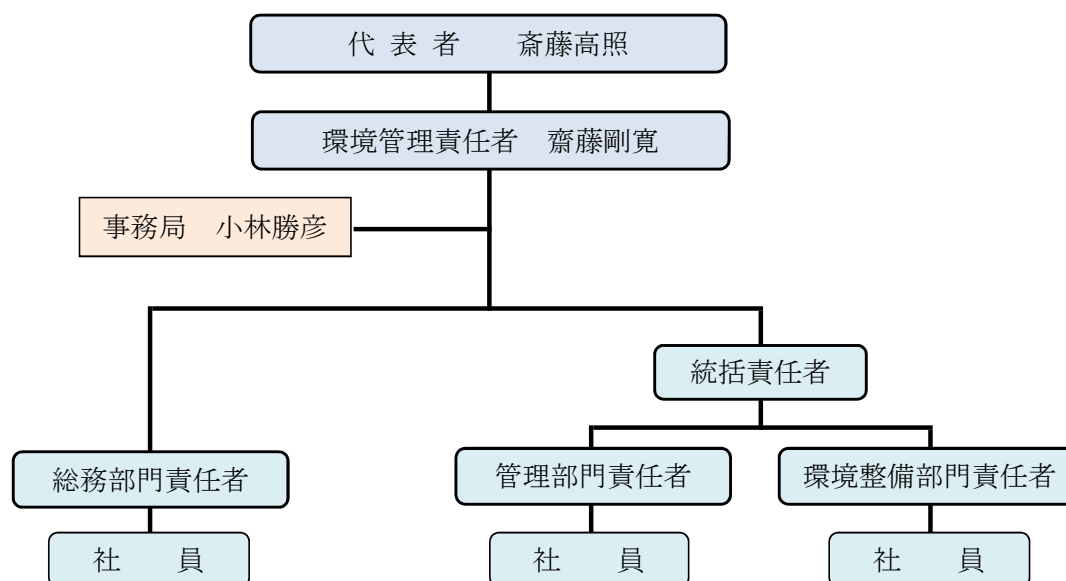 代 表 者　　斎藤高照
環境管理責任者　齋藤剛寛
事務局　小林勝彦
統括責任者
総務部門責任者
管理部門責任者
環境整備部門責任者
社　　員
社　　員
社　　員